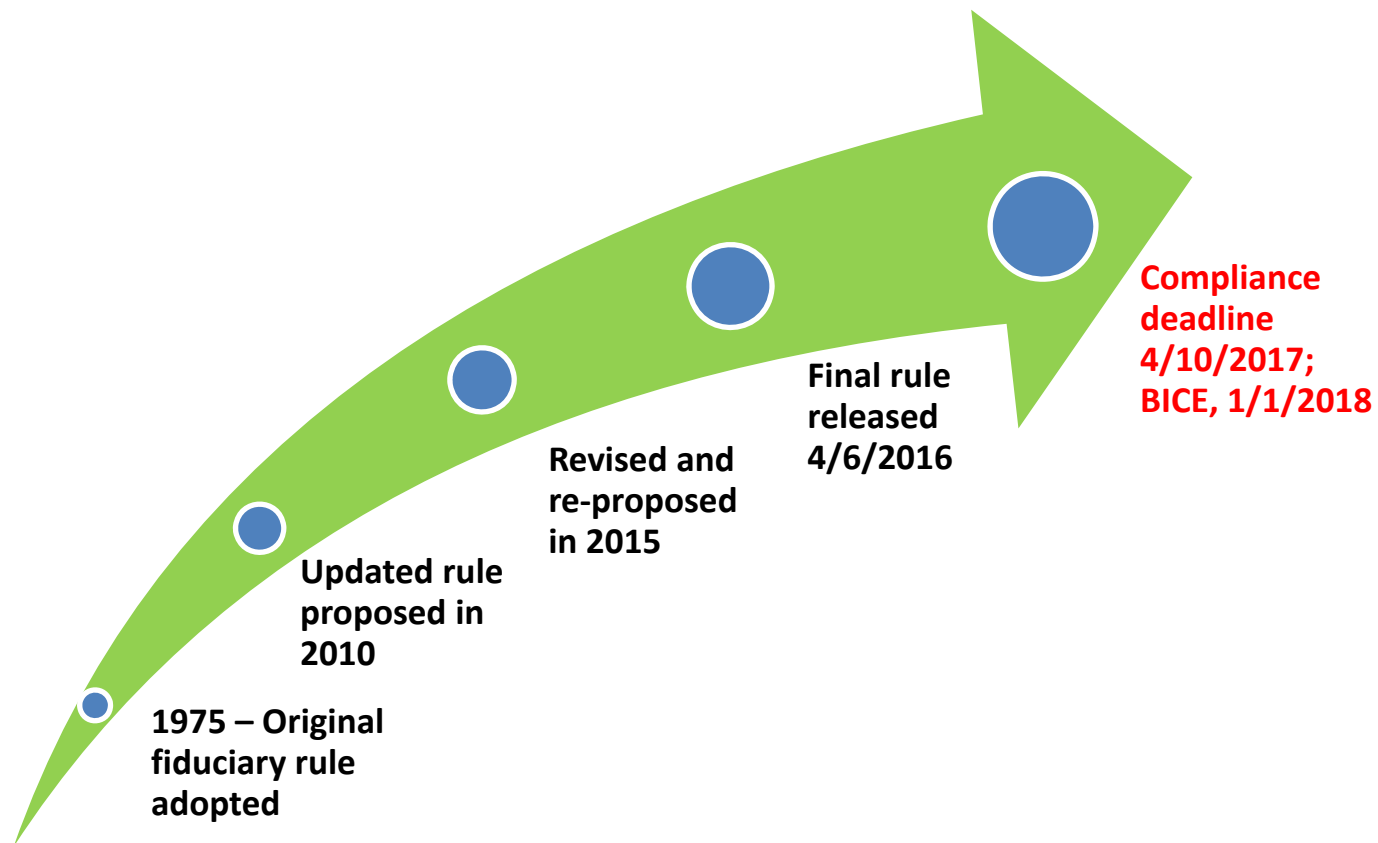 1975 – Original
fiduciary rule
adopted
Updated rule
proposed in
2010
Revised and
re-proposed
in 2015
Final rule
released
4/6/2016
Compliance
deadline
4/10/2017;
BICE, 1/1/2018